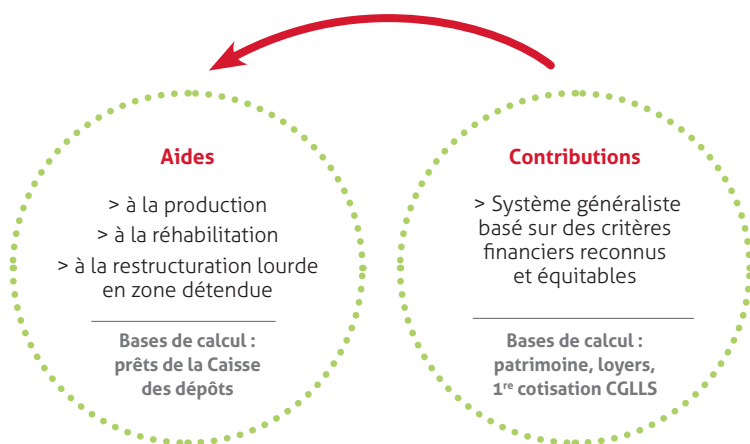 Aides
> à la production
> à la réhabilitation
> à la restructuration lourde
en zone détendue
Bases de calcul :
prêts de la Caisse
des dépôts
Contributions
> Système généraliste
basé sur des critères
financiers reconnus
et équitables
Bases de calcul :
patrimoine, loyers,
1re cotisation CGLLS